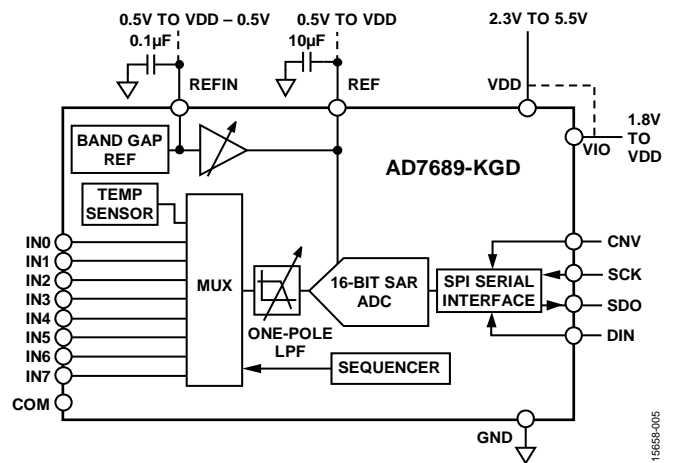 0.5V TO VDD – 0.5V
0.5V TO VDD
2.3V TO 5.5V
0.1µF
10µF
REFIN
REF
VDD
1.8V
TO
VDD
VIO
BAND GAP
REF
AD7689-KGD
TEMP
SENSOR
IN0
IN1
IN2
IN3
IN4
IN5
IN6
IN7
COM
MUX
ONE-POLE
LPF
16-BIT SAR
ADC
SPI SERIAL
INTERFACE
CNV
SCK
SDO
DIN
SEQUENCER
GND
15658-005